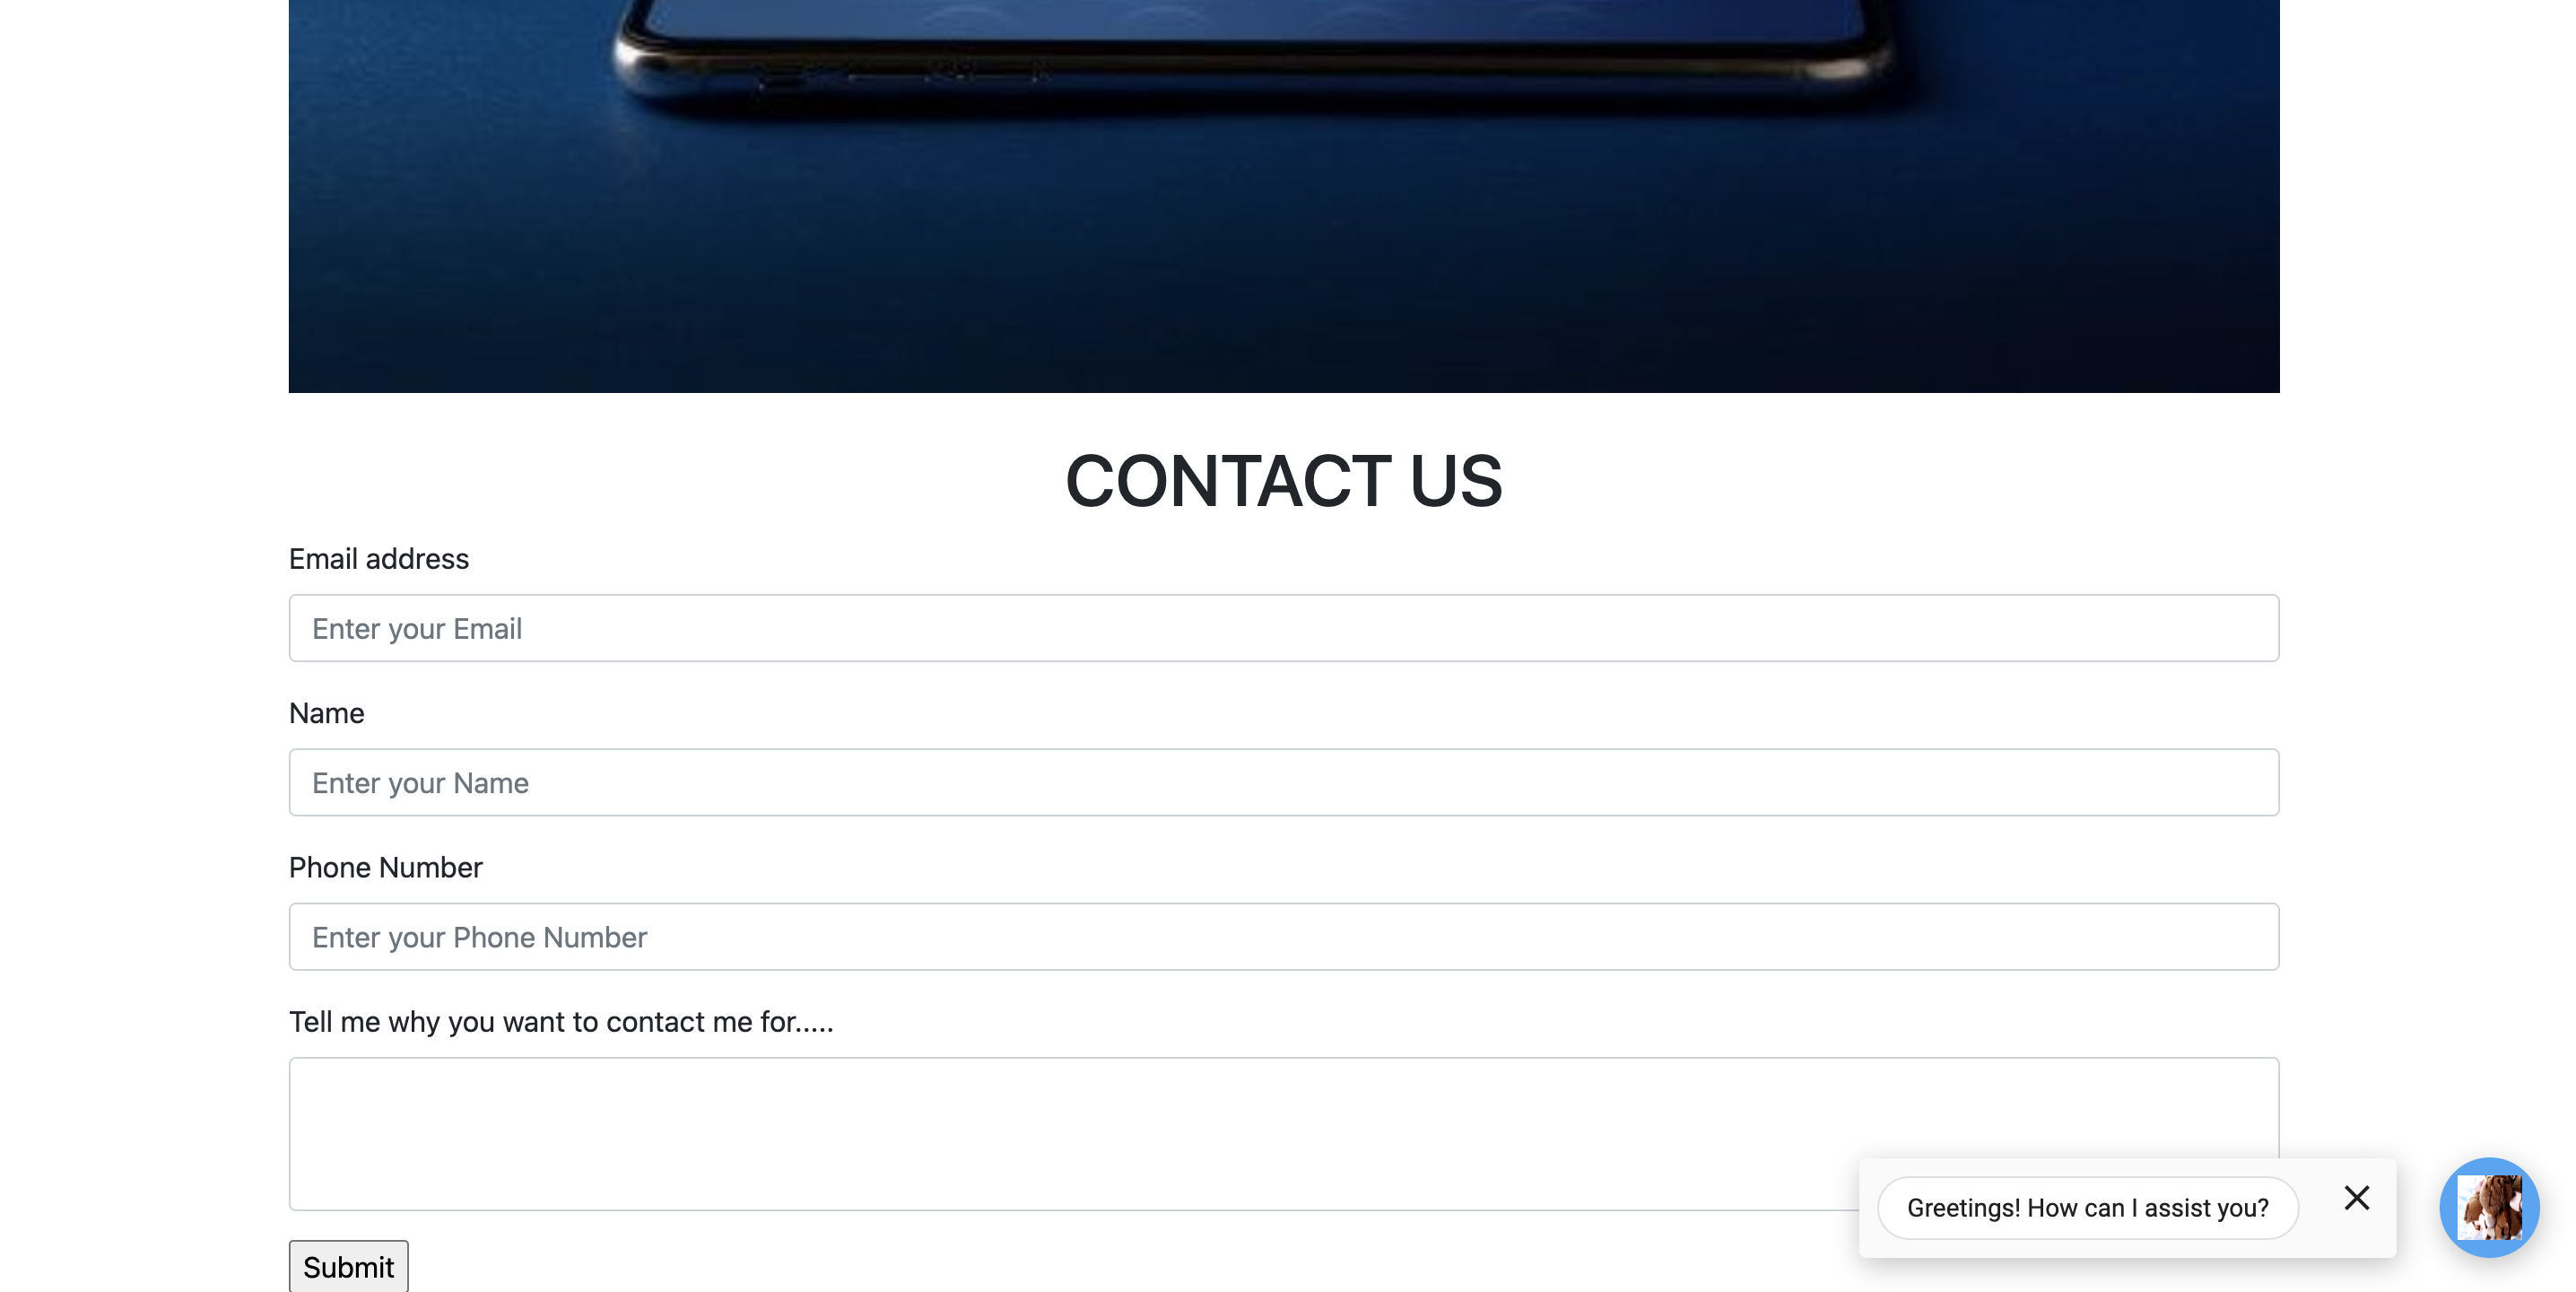 CONTACT US
Email address
Enter your Email
Name
Enter your Name
Phone Number
Enter your Phone Number
Tell me why you want to contact me for.....
Greetings! How can I assist you?
Submit